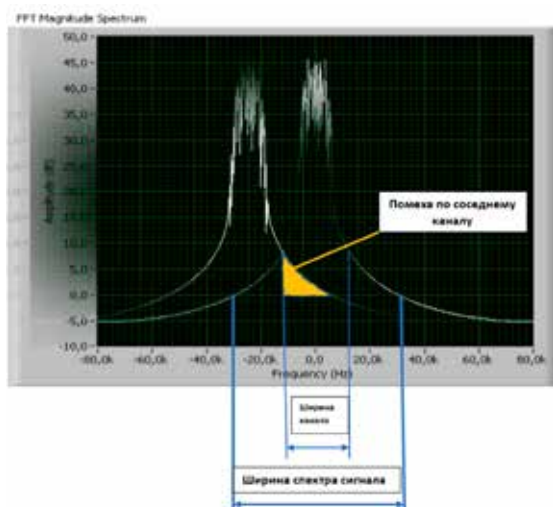 FFT Magnitude Spectrum
50,0
45,0
40,0
35,0
30,0
25,0
20,0
15,0
10,0
5,0
0,0
-5,0
-10,0
Помеха по соседнему
каналу
-80,0k
-60,0k
-40,0k
-20,0k
0,0
20,0k
40,0k
60,0k
80,0k
Frequency (Hz)
Ширина
канала
Ширина спектра сигнала